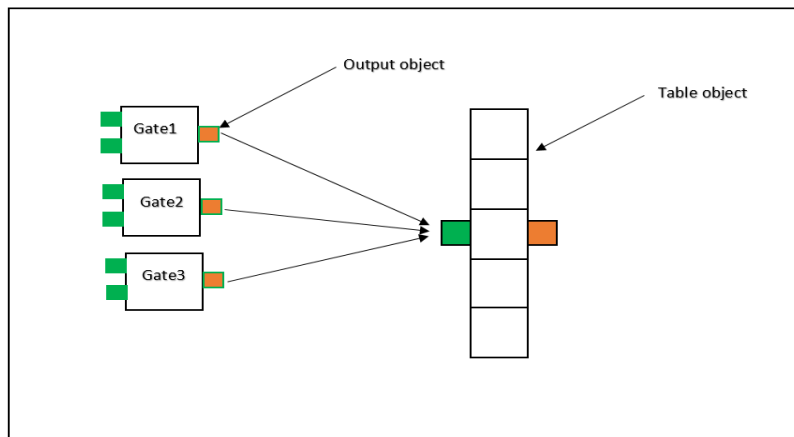 Output object
Table object
Gate1
Gate2
Gate3